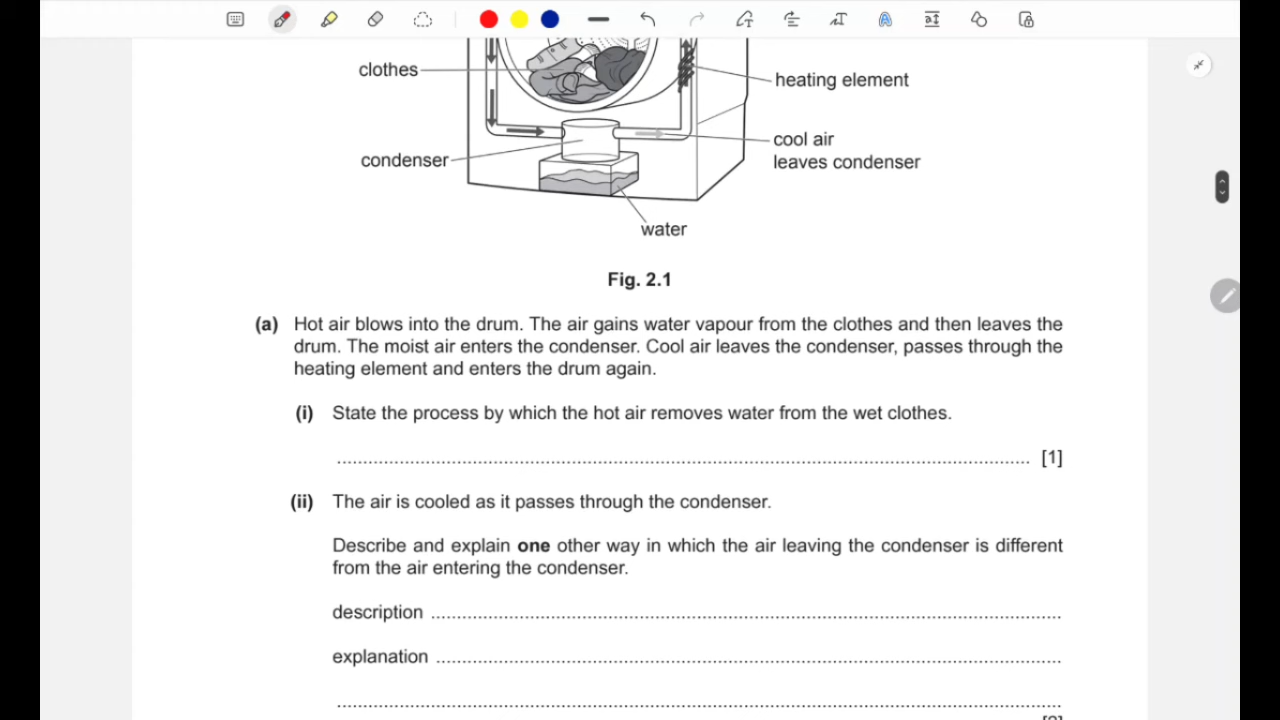 clothes
heating element
cool air
leaves condenser
condenser
water
Fig. 2.1
(a) Hot air blows into the drum. The air gains water vapour from the clothes and then leaves the
drum. The moist air enters the condenser. Cool air leaves the condenser, passes through the
heating element and enters the drum again.
(i) State the process by which the hot air removes water from the wet clothes.
[1]
(ii) The air is cooled as it passes through the condenser.
Describe and explain one other way in which the air leaving the condenser is different
from the air entering the condenser.
description
explanation